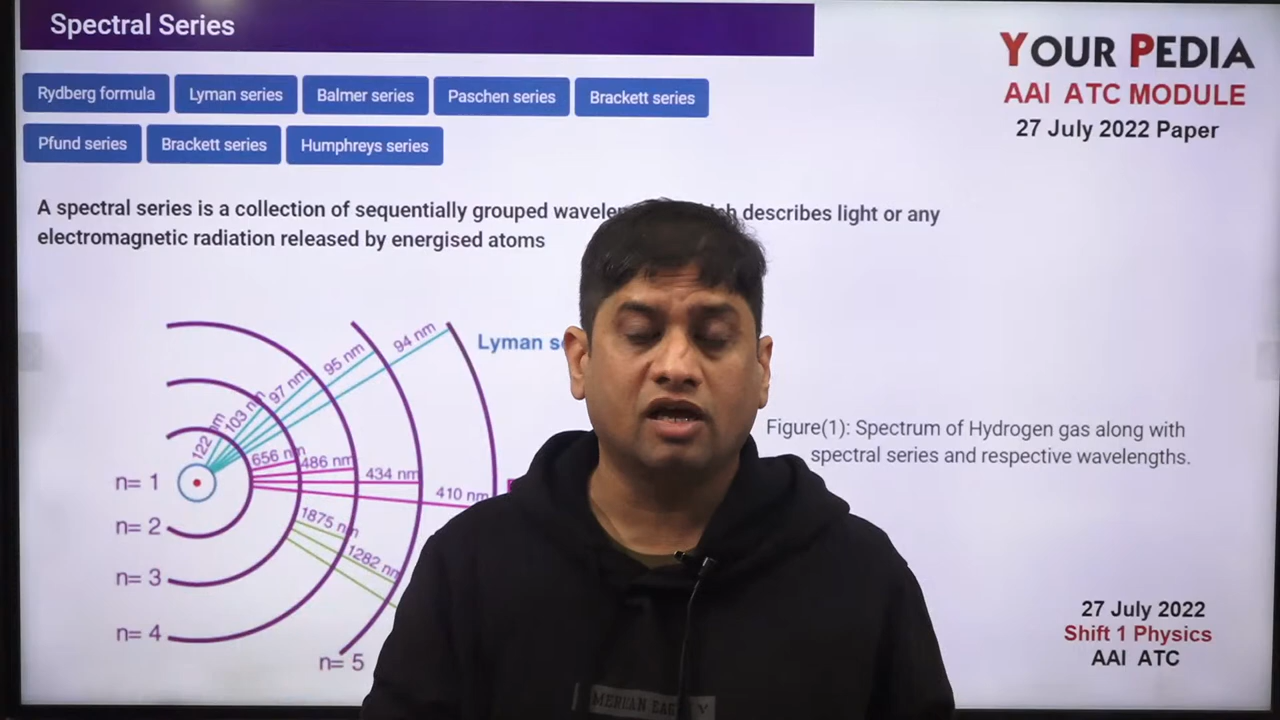 Spectral Series
YOUR PEDIA
AAI ATC MODULE
27 July 2022 Paper
Rydberg formula
Lyman series
Balmer series
Paschen series
Brackett series
Pfund series
Brackett series
Humphreys series
A spectral series is a collection of sequentially grouped describes light or any
electromagnetic radiation released by energised atoms
Lyman
122 nm
103 nm
97 nm
95 nm
94 nm
656 nm
486 nm
434 nm
410 nm
1875 nm
1282 nm
n= 1
n= 2
n= 3
n= 4
n= 5
Figure(1): Spectrum of Hydrogen gas along with
spectral series and respective wavelengths.
27 July 2022
Shift 1 Physics
AAI ATC